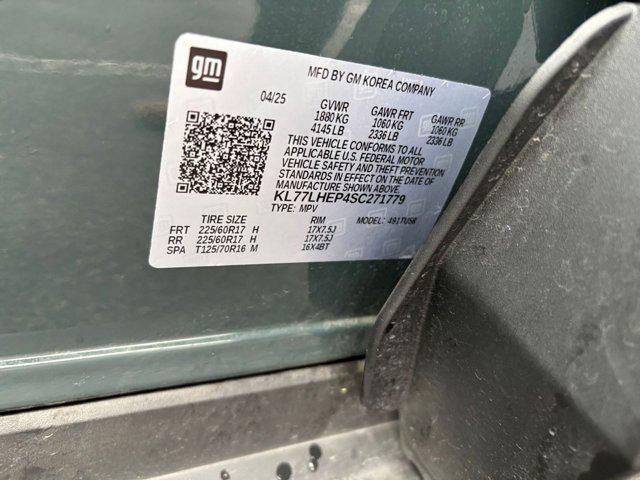 gm
MFD BY GM KOREA COMPANY
04/25 GVWR GAWR FRT GAWR RR
1880 KG 1060 KG 1060 KG
4145 LB 2336 LB 2336 LB
THIS VEHICLE CONFORMS TO ALL
APPLICABLE U.S. FEDERAL MOTOR
VEHICLE SAFETY AND THEFT PREVENTION
STANDARDS IN EFFECT ON THE DATE OF
MANUFACTURE SHOWN ABOVE.
KL77LHEP4SC271779
TYPE: MPV MODEL: 491TU58
TIRE SIZE RIM
FRT 225/60R17 H 17X7.5J
RR 225/60R17 H 17X7.5J
SPA T125/70R16 M 16X4BT